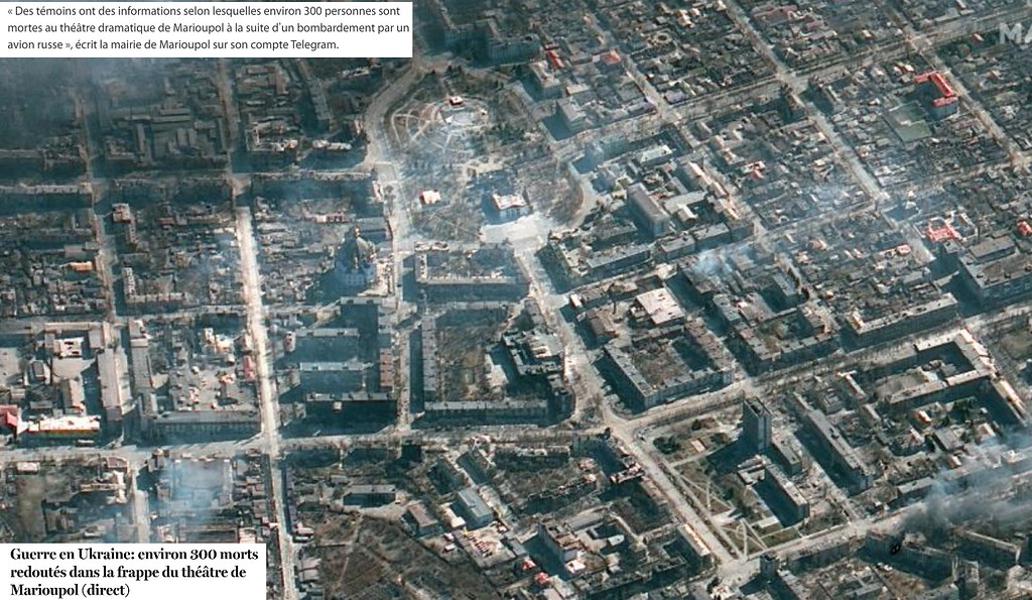 « Des témoins ont des informations selon lesquelles environ 300 personnes sont
mortes au théâtre dramatique de Marioupol à la suite d'un bombardement par un
avion russe », écrit la mairie de Marioupol sur son compte Telegram.
MA
Guerre en Ukraine: environ 300 morts
redoutés dans la frappe du théâtre de
Marioupol (direct)